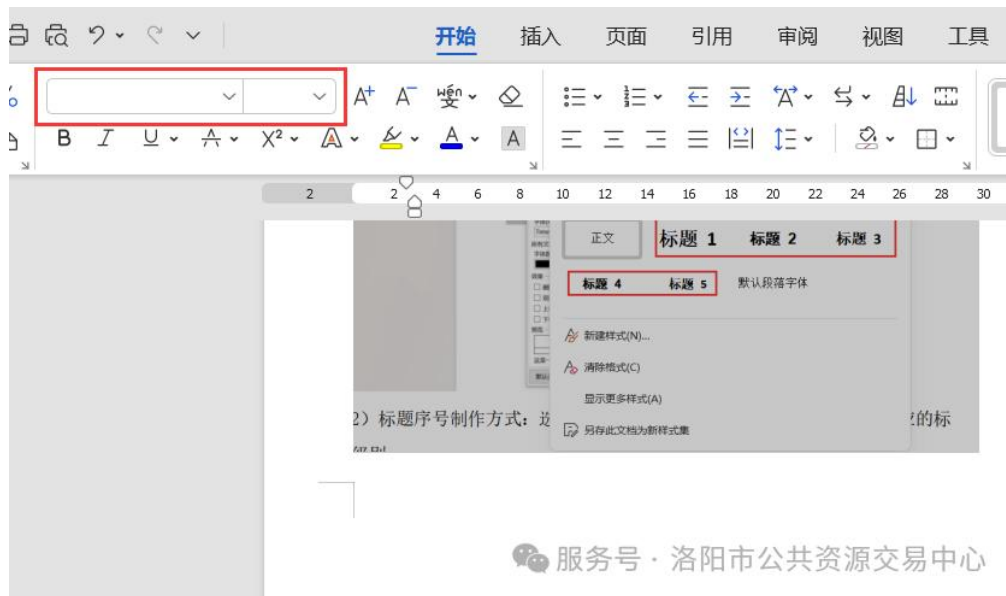 开始 插入 页面 引用 审阅 视图 工具
A+ A- wén 变
B I U A X² A A A
2 2 4 6 8 10 12 14 16 18 20 22 24 26 28 30
正文 标题 1 标题 2 标题 3
标题 4 标题 5 默认段落字体
新建样式(N)...
清除格式(C)
显示更多样式(A)
另存此文档为新样式集
2）标题序号制作方式：
的标
服务号 · 洛阳市公共资源交易中心